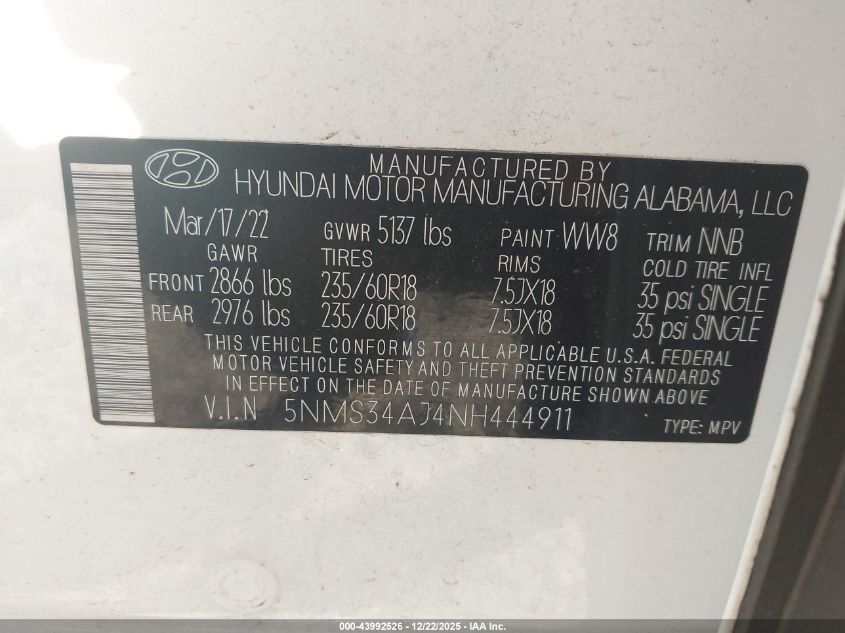 MANUFACTURED BY
HYUNDAI MOTOR MANUFACTURING ALABAMA, LLC
Mar/17/22 GVWR 5137 lbs PAINT WW8 TRIM NNB
GAWR TIRES RIMS COLD TIRE INFL
FRONT 2866 lbs 235/60R18 7.5JX18 35 psi SINGLE
REAR 2976 lbs 235/60R18 7.5JX18 35 psi SINGLE
THIS VEHICLE CONFORMS TO ALL APPLICABLE U.S.A. FEDERAL
MOTOR VEHICLE SAFETY AND THEFT PREVENTION STANDARDS
IN EFFECT ON THE DATE OF MANUFACTURE SHOWN ABOVE
V.I.N 5NMS34AJ4NH444911 TYPE: MPV
000-43992526 - 12/22/2025 - IAA Inc.